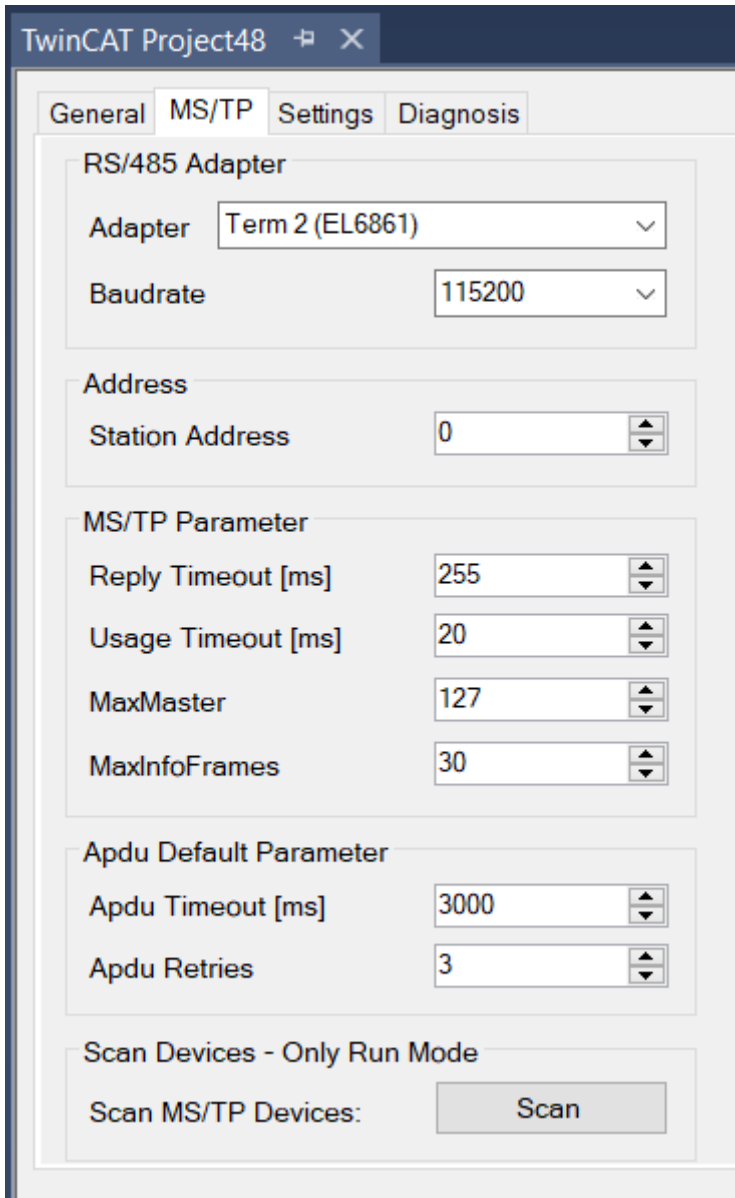 TwinCAT Project48
General MS/TP Settings Diagnosis
RS/485 Adapter
Adapter Term 2 (EL6861)
Baudrate 115200
Address
Station Address 0
MS/TP Parameter
Reply Timeout [ms] 255
Usage Timeout [ms] 20
MaxMaster 127
MaxInfoFrames 30
Apdu Default Parameter
Apdu Timeout [ms] 3000
Apdu Retries 3
Scan Devices - Only Run Mode
Scan MS/TP Devices: Scan